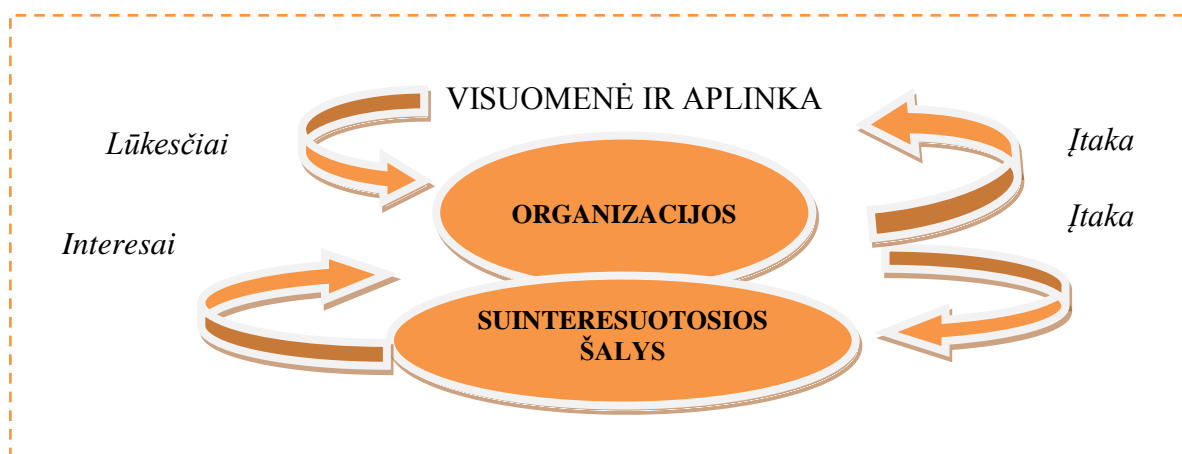 VISUOMENĖ IR APLINKA
Lūkesčiai
Įtaka
ORGANIZACIJOS
Įtaka
Interesai
SUINTERESUOTOSIOS
ŠALYS